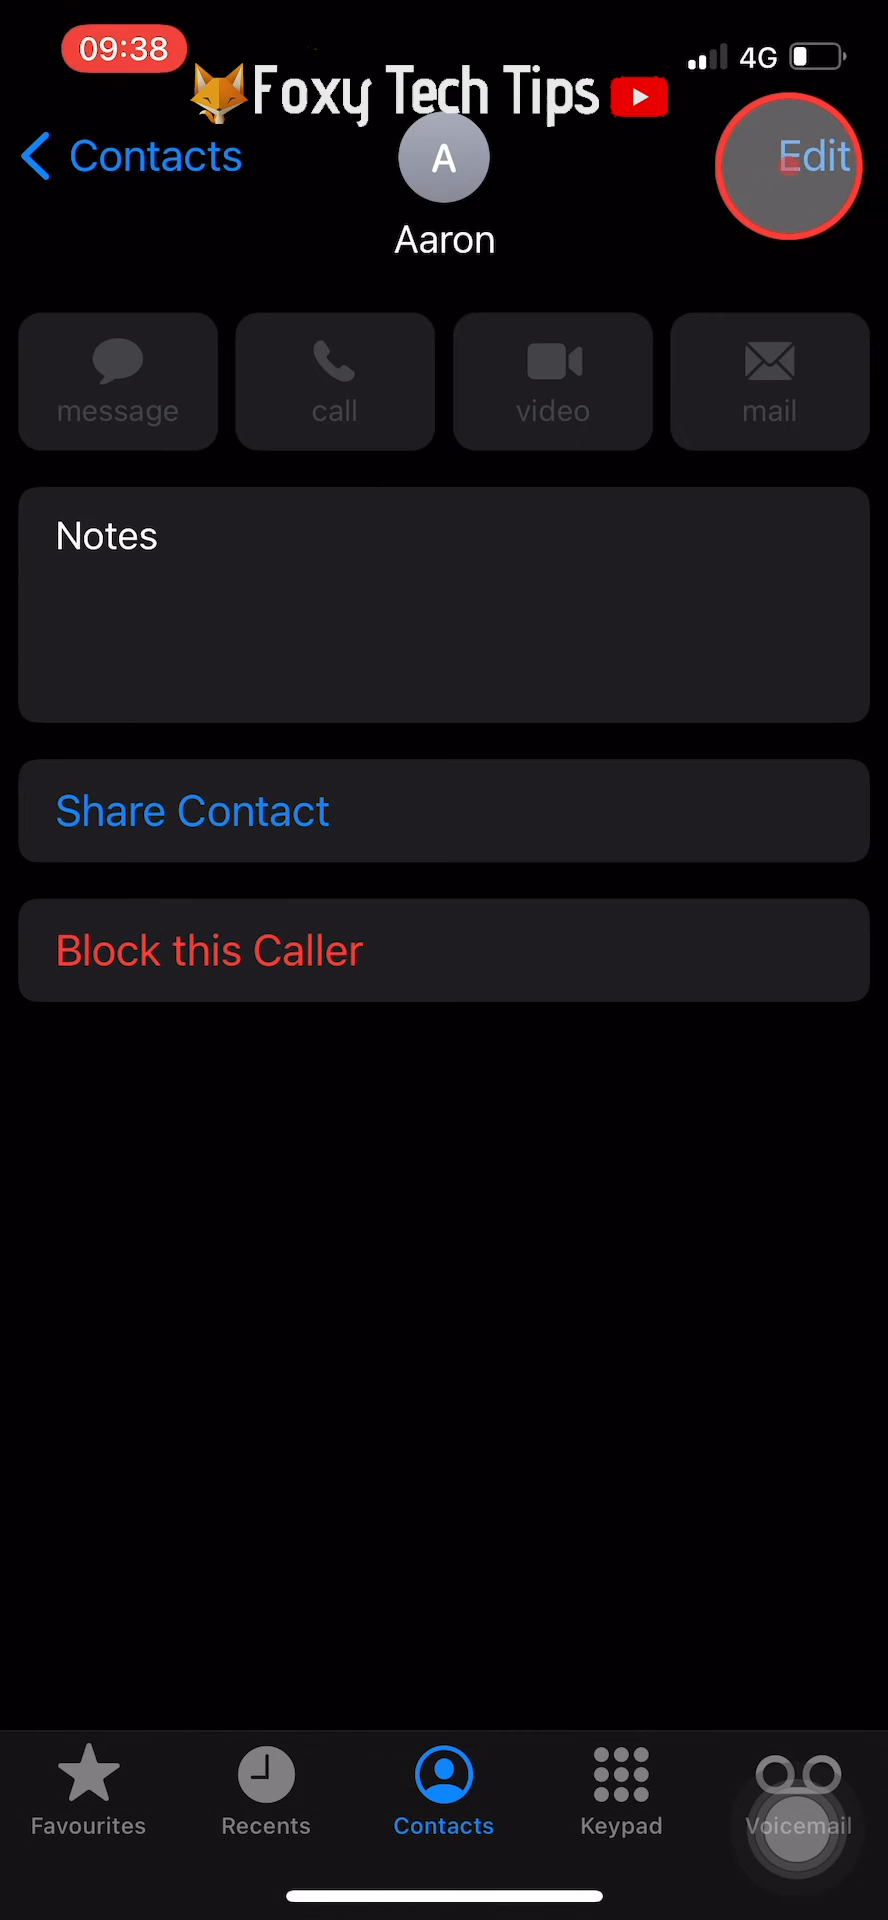 09:38
4G
Foxy Tech Tips
Contacts
A
Edit
Aaron
message
call
video
mail
Notes
Share Contact
Block this Caller
Favourites
Recents
Contacts
Keypad
Voicemail